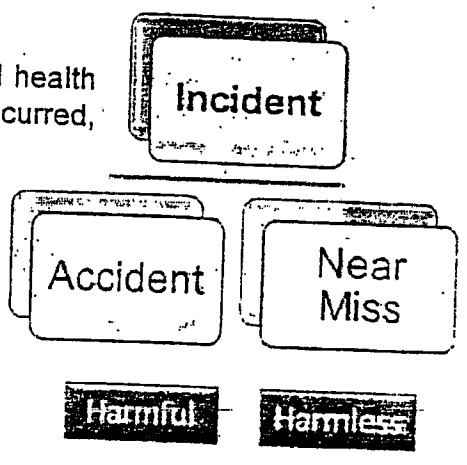 health
curred,
Incident
Accident
Near
Miss
Harmful
Harmless